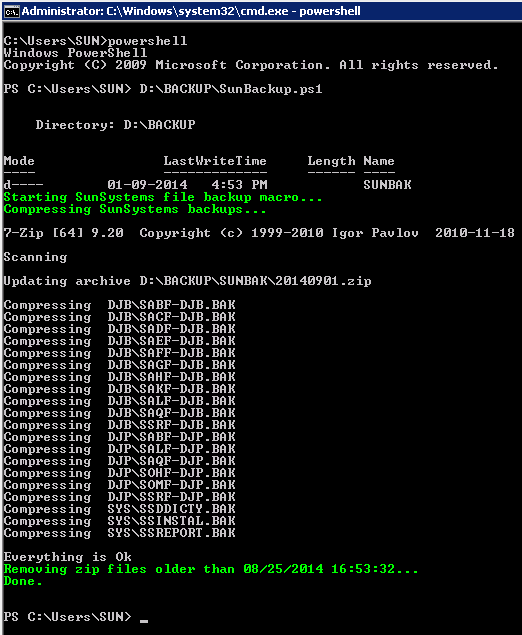 Administrator: C:\Windows\system32\cmd.exe - powershell
C:\Users\SUN>powershell
Windows PowerShell
Copyright (C) 2009 Microsoft Corporation. All rights reserved.
PS C:\Users\SUN> D:\BACKUP\SunBackup.ps1
Directory: D:\BACKUP
Mode LastWriteTime Length Name
---- ------------- ------ ----
d---- 01-09-2014 4:53 PM SUNBAK
Starting SunSystems file backup macro...
Compressing SunSystems backups...
7-Zip [64] 9.20 Copyright (c) 1999-2010 Igor Pavlov 2010-11-18
Scanning
Updating archive D:\BACKUP\SUNBAK\20140901.zip
Compressing DJB\SABF-DJB.BAK
Compressing DJB\SACF-DJB.BAK
Compressing DJB\SADF-DJB.BAK
Compressing DJB\SAEF-DJB.BAK
Compressing DJB\SAFF-DJB.BAK
Compressing DJB\SAGF-DJB.BAK
Compressing DJB\SAHF-DJB.BAK
Compressing DJB\SAKF-DJB.BAK
Compressing DJB\SALF-DJB.BAK
Compressing DJB\SAQF-DJB.BAK
Compressing DJB\SSRF-DJB.BAK
Compressing DJP\SABF-DJP.BAK
Compressing DJP\SALF-DJP.BAK
Compressing DJP\SAQF-DJP.BAK
Compressing DJP\SOHF-DJP.BAK
Compressing DJP\SOMF-DJP.BAK
Compressing DJP\SSRF-DJP.BAK
Compressing SYS\SSDDICTY.BAK
Compressing SYS\SSINSTAL.BAK
Compressing SYS\SSREPORT.BAK
Everything is Ok
Removing zip files older than 08/25/2014 16:53:32...
Done.
PS C:\Users\SUN> _